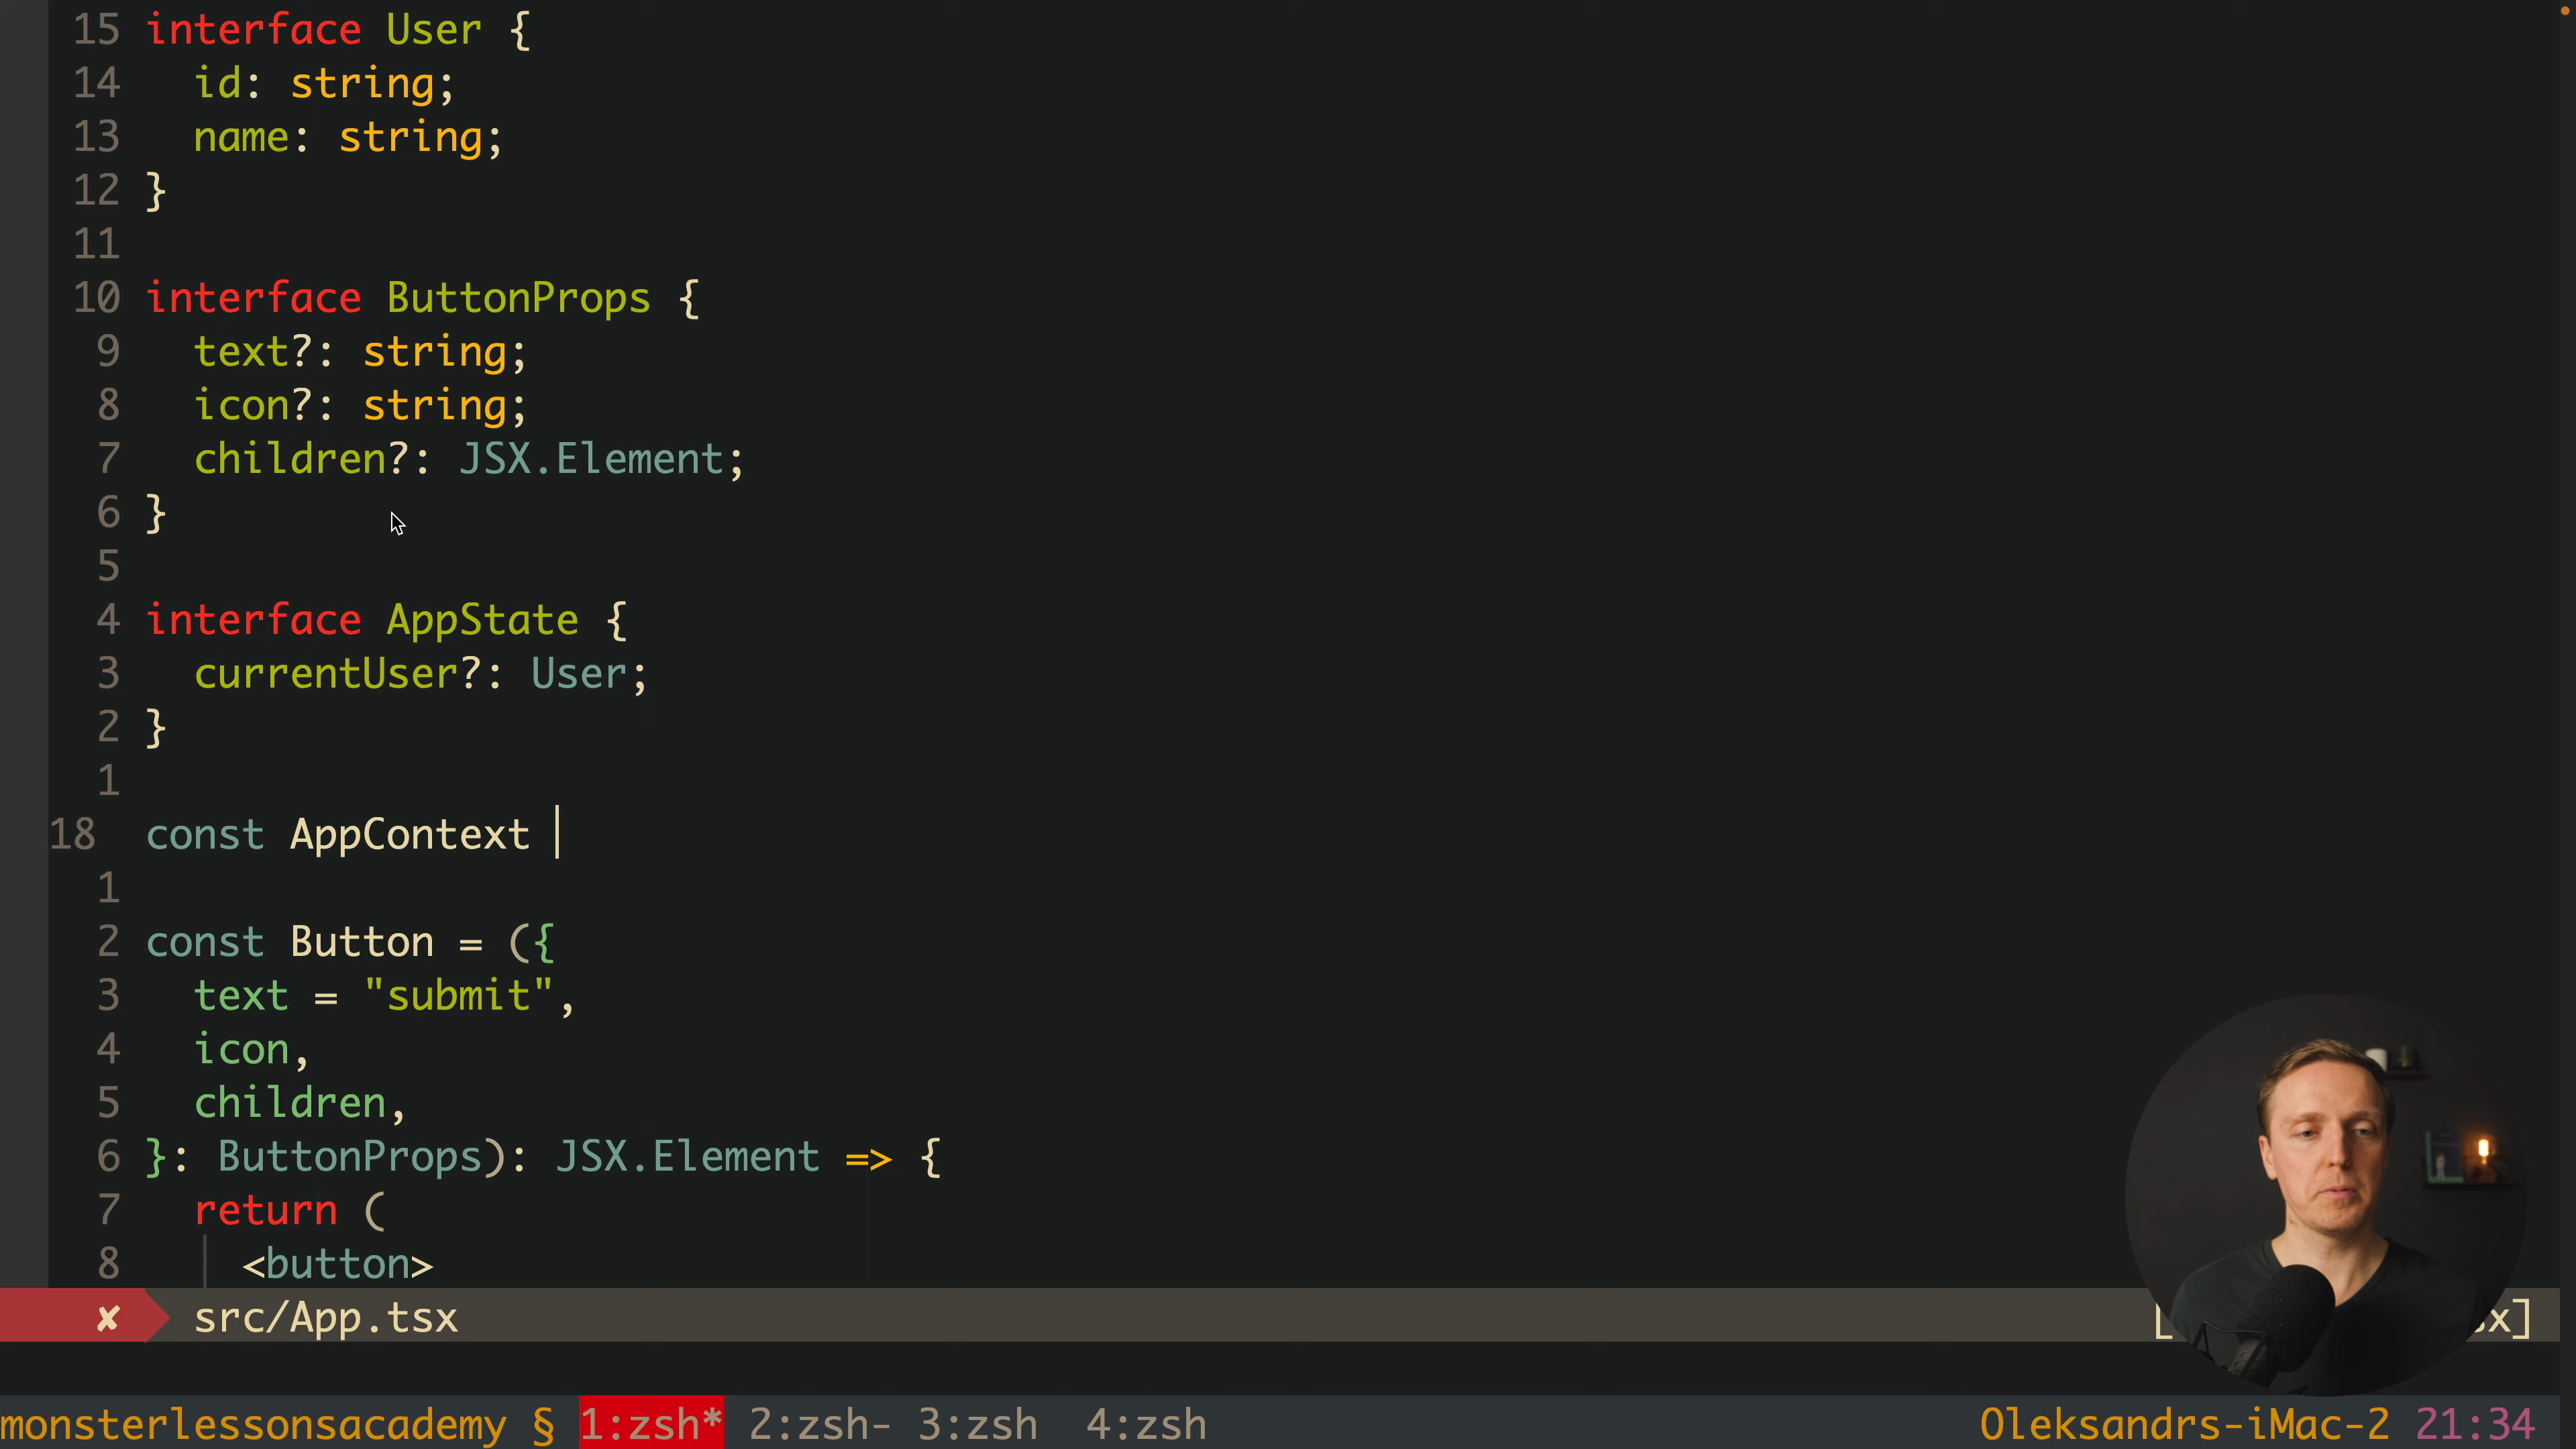 15 interface User {
14   id: string;
13   name: string;
12 }
11
10 interface ButtonProps {
9   text?: string;
8   icon?: string;
7   children?: JSX.Element;
6 }
5
4 interface AppState {
3   currentUser?: User;
2 }
1
18 const AppContext
1
2 const Button = ({
3   text = "submit",
4   icon,
5   children,
6 }: ButtonProps): JSX.Element => {
7   return (
8     <button>
✘ src/App.tsx [ x]
monsterlessonsacademy § 1:zsh* 2:zsh- 3:zsh 4:zsh Oleksandrs-iMac-2 21:34